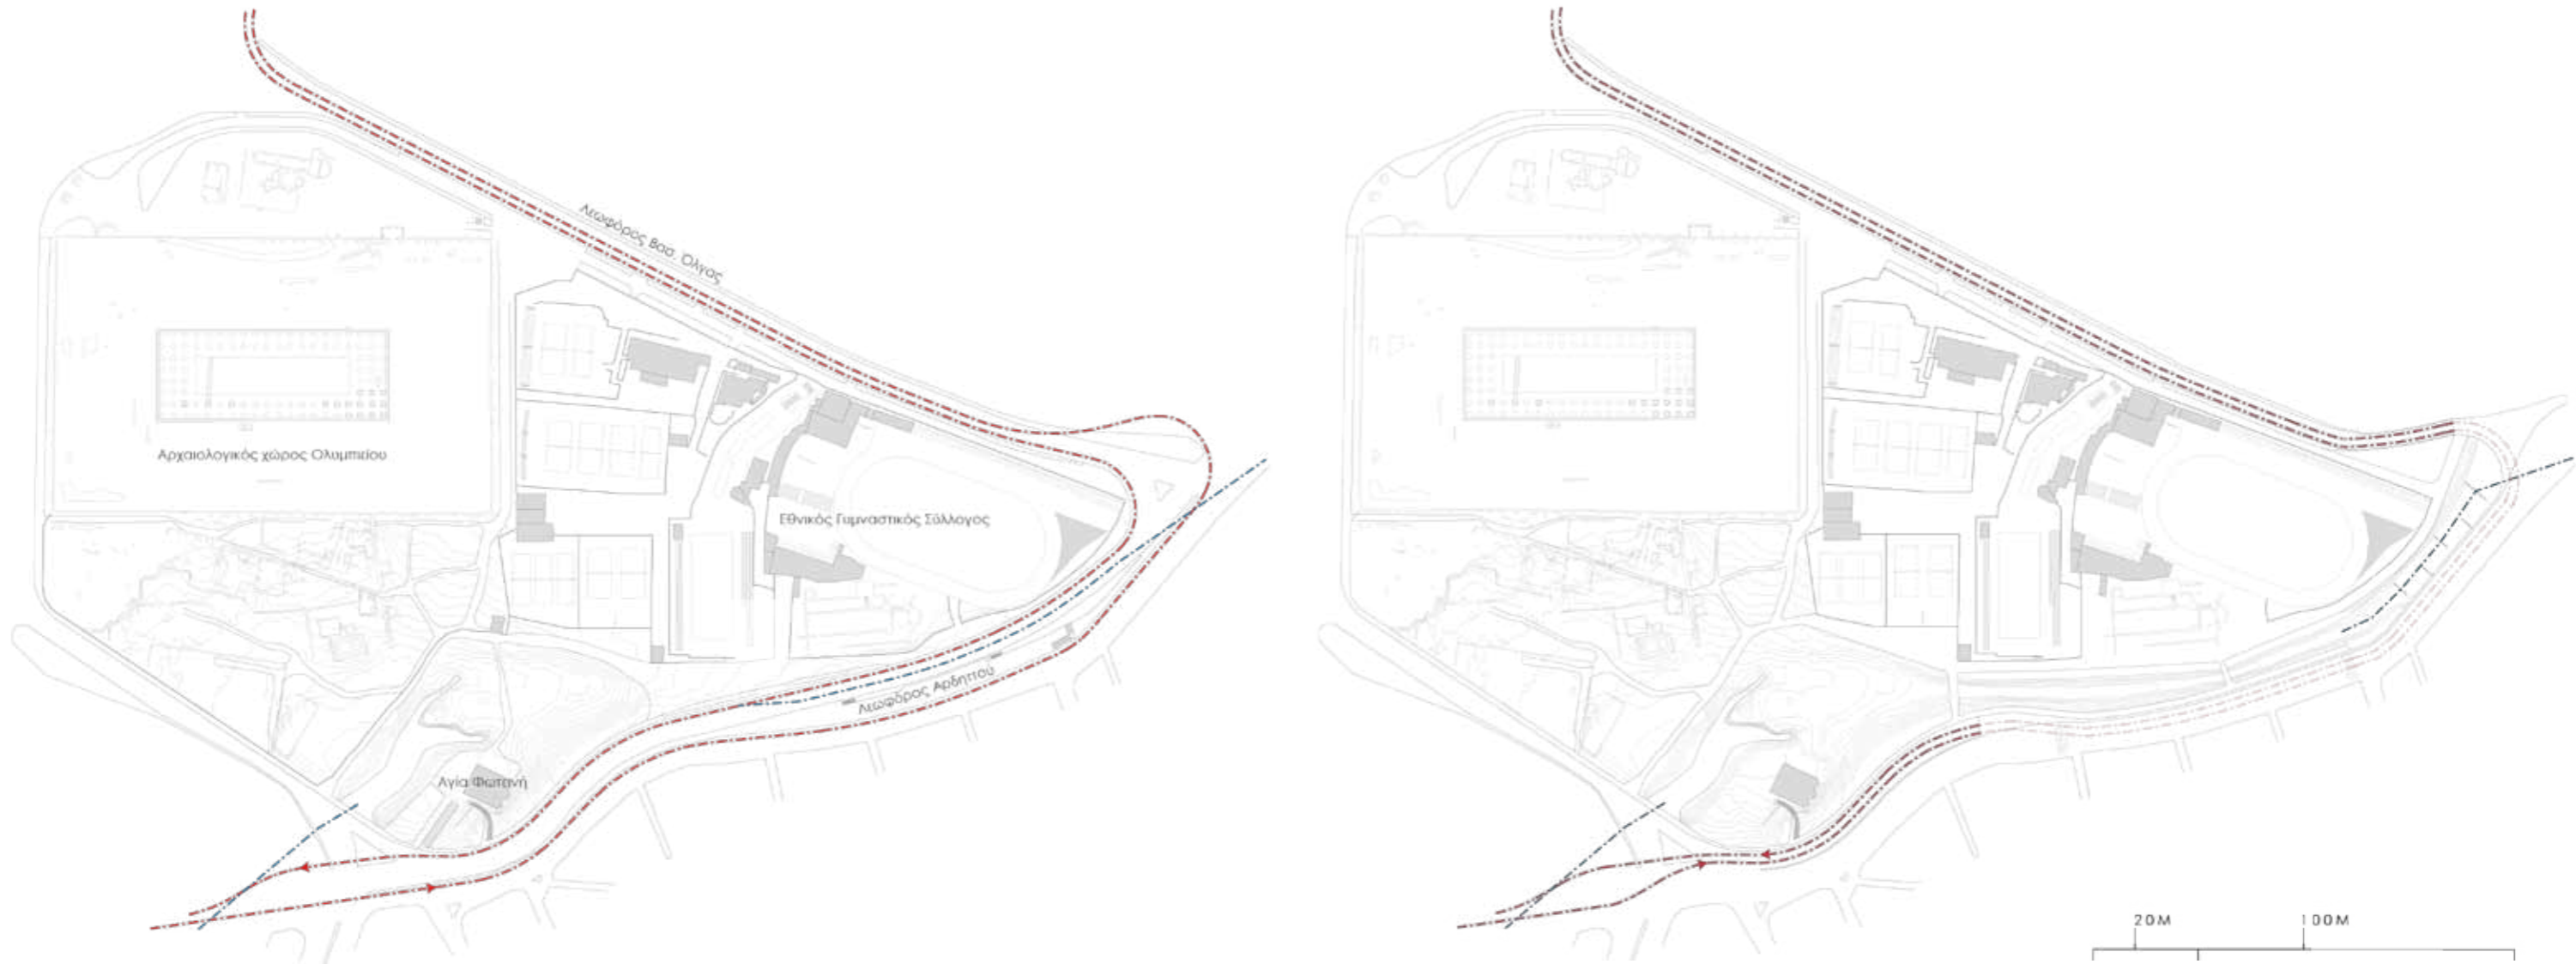 Λεωφόρος Βασ. Όλγας
Αρχαιολογικός χώρος Ολυμπιείου
Εθνικός Γυμναστικός Σύλλογος
Λεωφόρος Αρδηττού
Αγία Φωτεινή
20M
100M